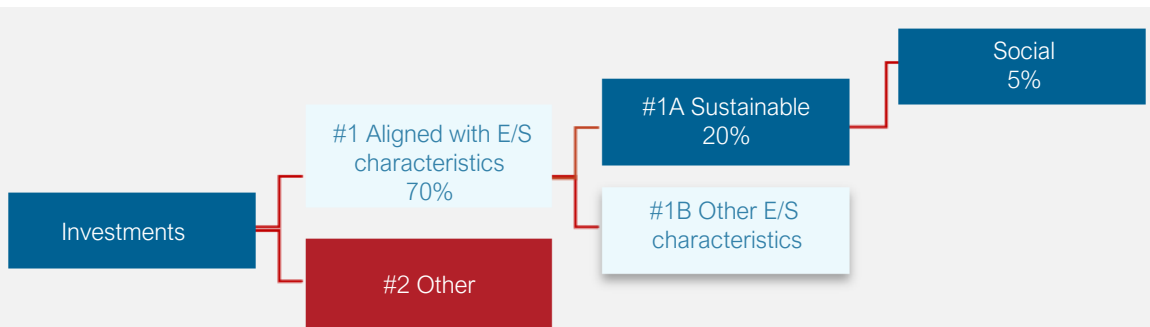 Social
5%
#1A Sustainable
20%
#1 Aligned with E/S
characteristics
70%
#1B Other E/S
characteristics
Investments
#2 Other